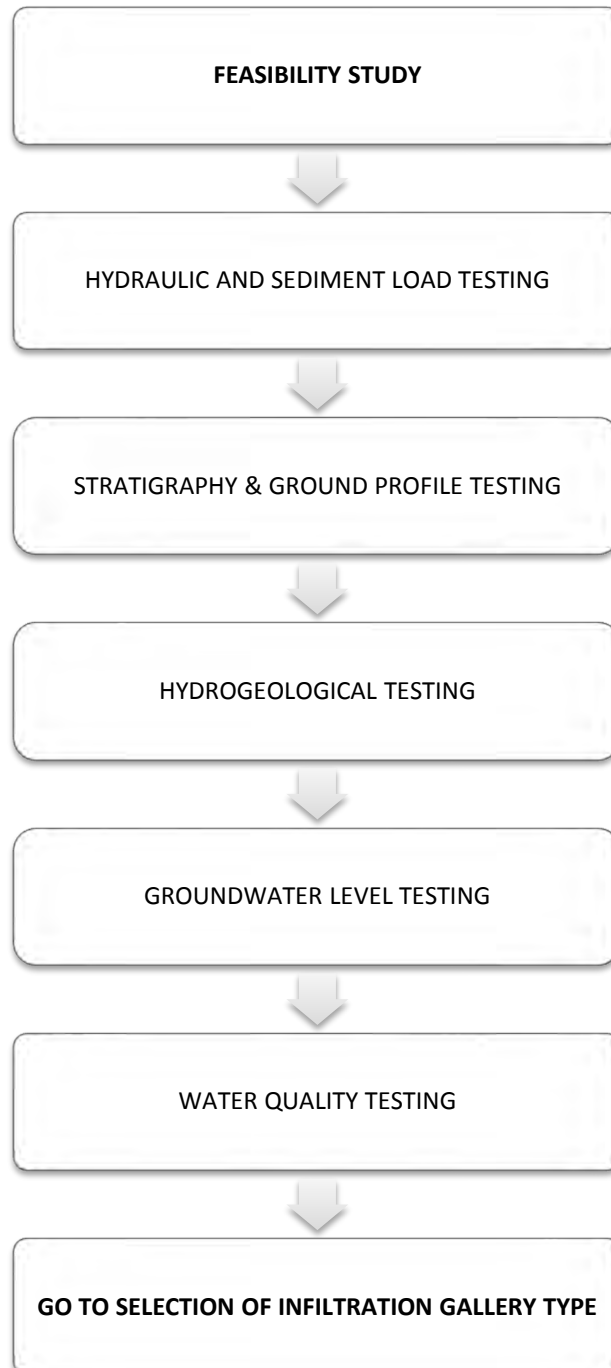 FEASIBILITY STUDY
HYDRAULIC AND SEDIMENT LOAD TESTING
STRATIGRAPHY & GROUND PROFILE TESTING
HYDROGEOLOGICAL TESTING
GROUNDWATER LEVEL TESTING
WATER QUALITY TESTING
GO TO SELECTION OF INFILTRATION GALLERY TYPE